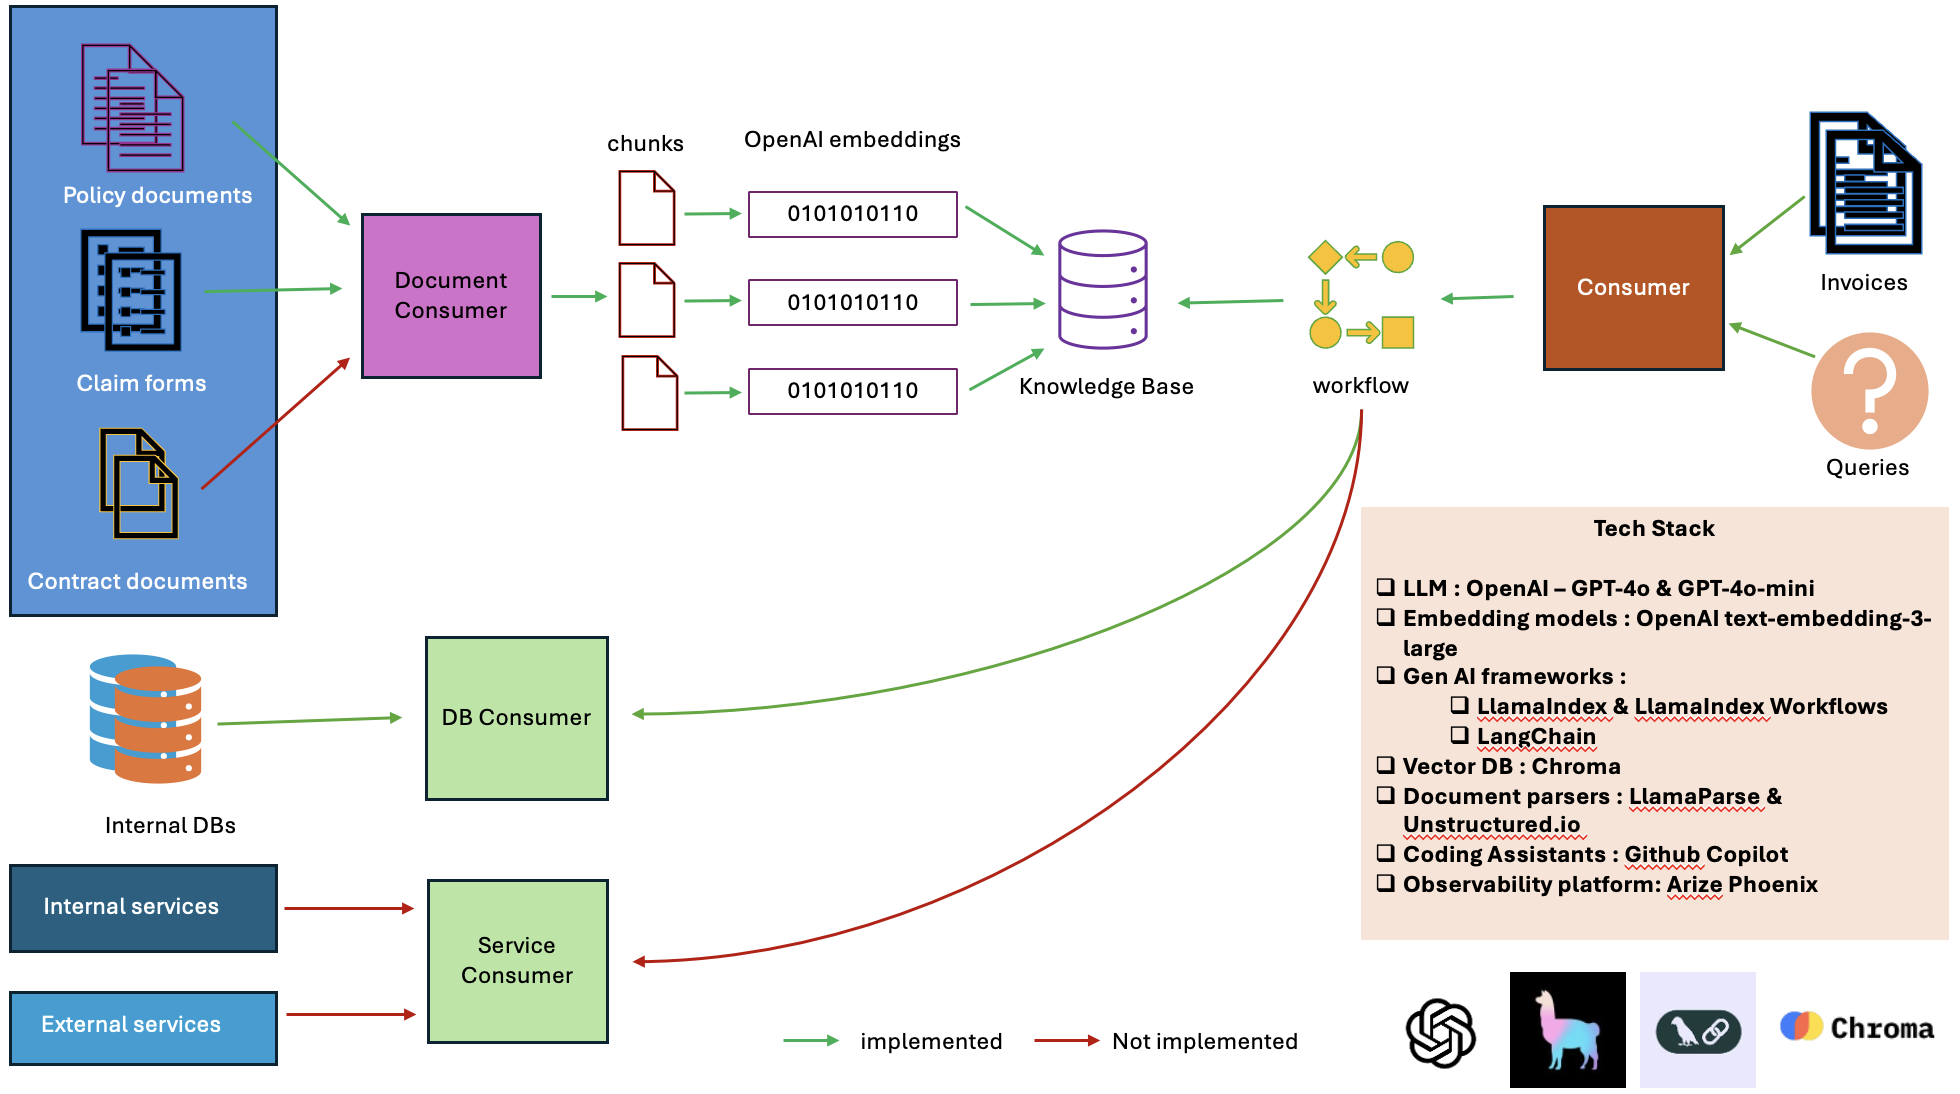 Policy documents
Claim forms
Contract documents
Document
Consumer
chunks
OpenAI embeddings
0101010110
0101010110
0101010110
Knowledge Base
workflow
Consumer
Invoices
Queries
Internal DBs
DB Consumer
Internal services
External services
Service
Consumer
implemented
Not implemented
Tech Stack
LLM : OpenAI – GPT-4o & GPT-4o-mini
Embedding models : OpenAI text-embedding-3-
large
Gen AI frameworks :
LlamaIndex & LlamaIndex Workflows
LangChain
Vector DB : Chroma
Document parsers : LlamaParse &
Unstructured.io
Coding Assistants : Github Copilot
Observability platform: Arize Phoenix
Chroma